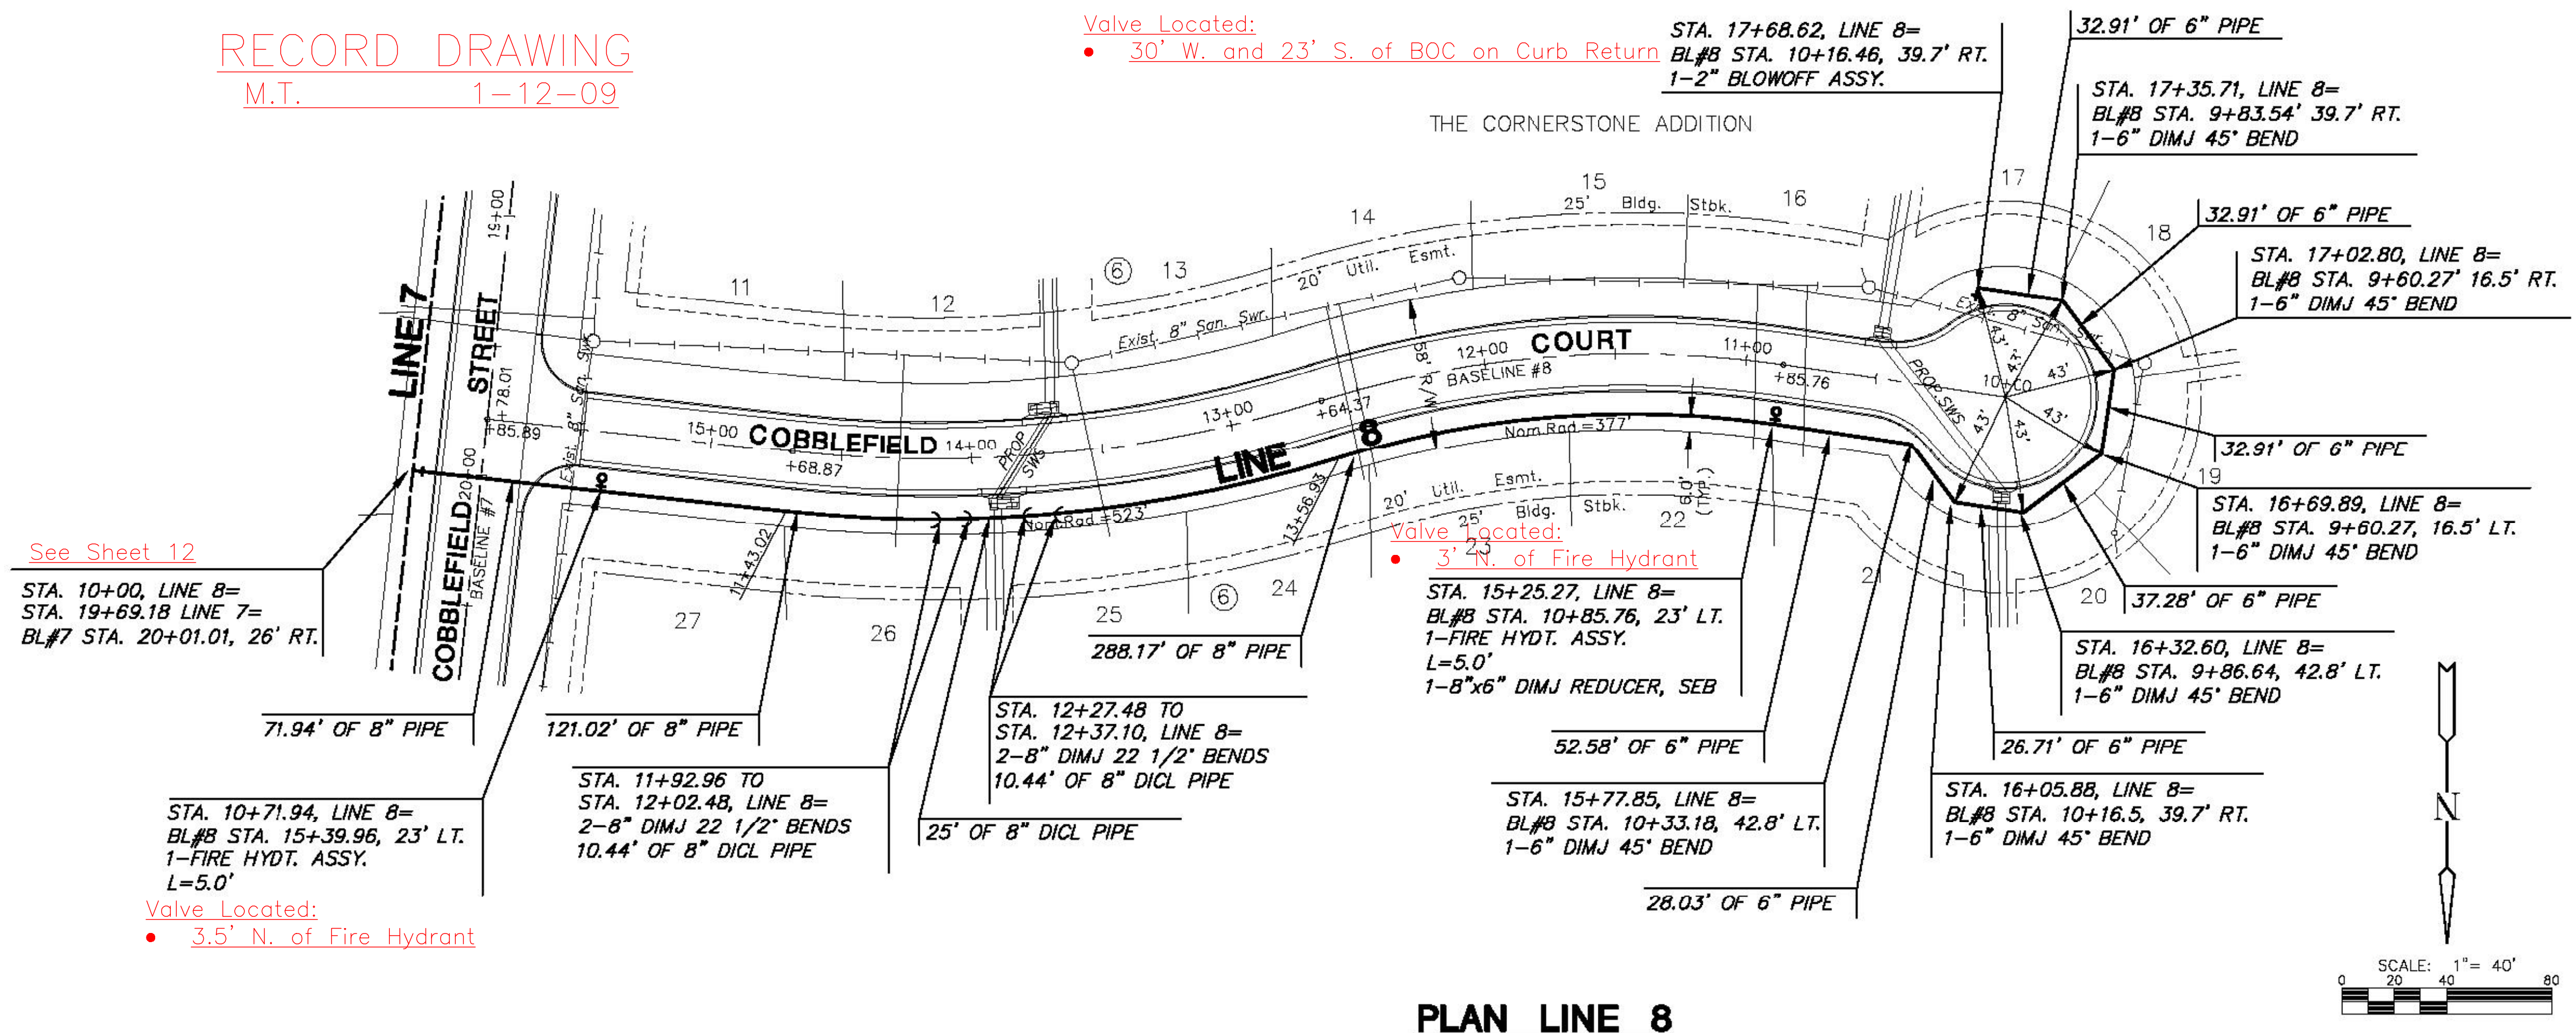 RECORD DRAWING
M.T. 1-12-09
Valve Located:
• 30' W. and 23' S. of BOC on Curb Return
STA. 17+68.62, LINE 8=
BL#8 STA. 10+16.46, 39.7' RT.
1-2" BLOWOFF ASSY.
32.91' OF 6" PIPE
STA. 17+35.71, LINE 8=
BL#8 STA. 9+83.54' 39.7' RT.
1-6" DIMJ 45° BEND
THE CORNERSTONE ADDITION
32.91' OF 6" PIPE
STA. 17+02.80, LINE 8=
BL#8 STA. 9+60.27' 16.5' RT.
1-6" DIMJ 45° BEND
11
12
⑥
13
14
15
16
17
18
25' Bldg. Stbk.
20' Util. Esmt.
Exist. 8" San. Swr.
Exist. 8" San. Swr.
LINE 7
19+00
STREET
+78.01
+85.89
COBBLEFIELD
20+00
BASELINE #7
15+00
COBBLEFIELD
14+00
+68.87
PROP SWS
13+00
+64.37
58' R/W
12+00
COURT
BASELINE #8
11+00
+85.76
PROP. SWS
10+00
43'
43'
43'
43'
43'
43'
LINE 8
Nom.Rad.=523'
Nom.Rad.=377'
11+43.02
13+56.93
20' Util. Esmt.
25' Bldg. Stbk.
6.0'
(TYP.)
27
26
25
⑥
24
23
22
21
20
19
32.91' OF 6" PIPE
STA. 16+69.89, LINE 8=
BL#8 STA. 9+60.27, 16.5' LT.
1-6" DIMJ 45° BEND
37.28' OF 6" PIPE
STA. 16+32.60, LINE 8=
BL#8 STA. 9+86.64, 42.8' LT.
1-6" DIMJ 45° BEND
26.71' OF 6" PIPE
STA. 16+05.88, LINE 8=
BL#8 STA. 10+16.5, 39.7' RT.
1-6" DIMJ 45° BEND
See Sheet 12
STA. 10+00, LINE 8=
STA. 19+69.18 LINE 7=
BL#7 STA. 20+01.01, 26' RT.
71.94' OF 8" PIPE
STA. 10+71.94, LINE 8=
BL#8 STA. 15+39.96, 23' LT.
1-FIRE HYDT. ASSY.
L=5.0'
Valve Located:
• 3.5' N. of Fire Hydrant
121.02' OF 8" PIPE
STA. 11+92.96 TO
STA. 12+02.48, LINE 8=
2-8" DIMJ 22 1/2° BENDS
10.44' OF 8" DICL PIPE
25' OF 8" DICL PIPE
STA. 12+27.48 TO
STA. 12+37.10, LINE 8=
2-8" DIMJ 22 1/2° BENDS
10.44' OF 8" DICL PIPE
288.17' OF 8" PIPE
Valve Located:
• 3' N. of Fire Hydrant
STA. 15+25.27, LINE 8=
BL#8 STA. 10+85.76, 23' LT.
1-FIRE HYDT. ASSY.
L=5.0'
1-8"x6" DIMJ REDUCER, SEB
52.58' OF 6" PIPE
STA. 15+77.85, LINE 8=
BL#8 STA. 10+33.18, 42.8' LT.
1-6" DIMJ 45° BEND
28.03' OF 6" PIPE
N
SCALE: 1"= 40'
0 20 40 80
PLAN LINE 8